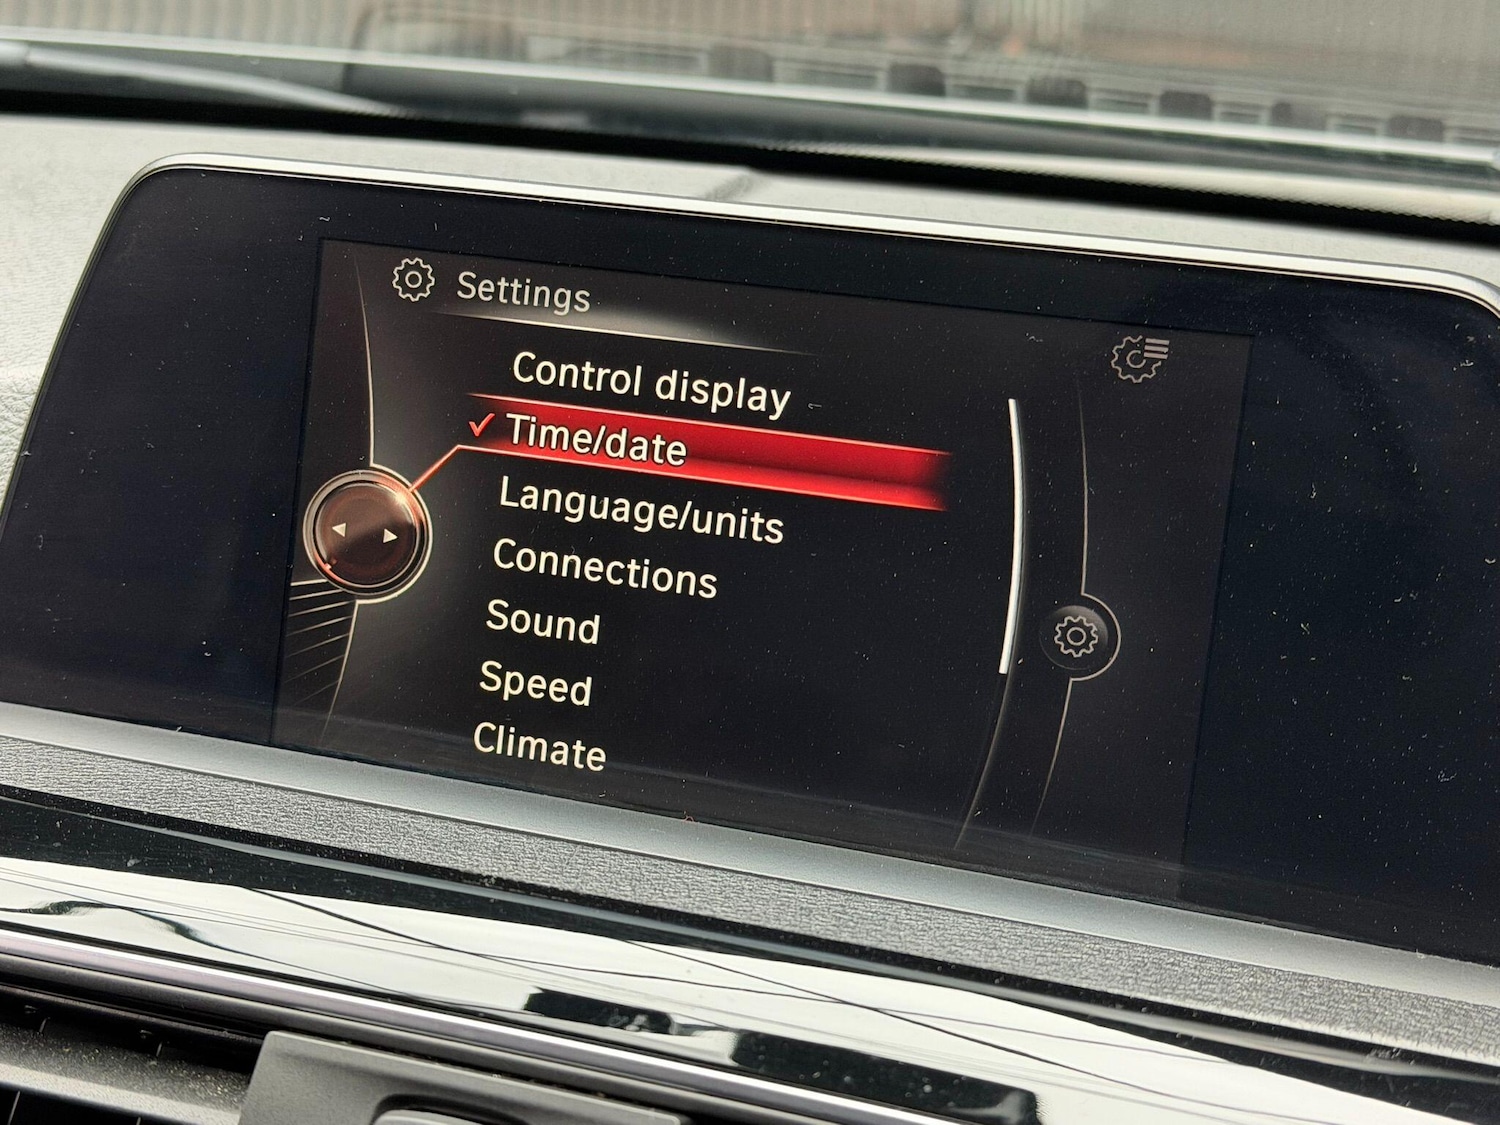 Settings
Control display
✓ Time/date
Language/units
Connections
Sound
Speed
Climate